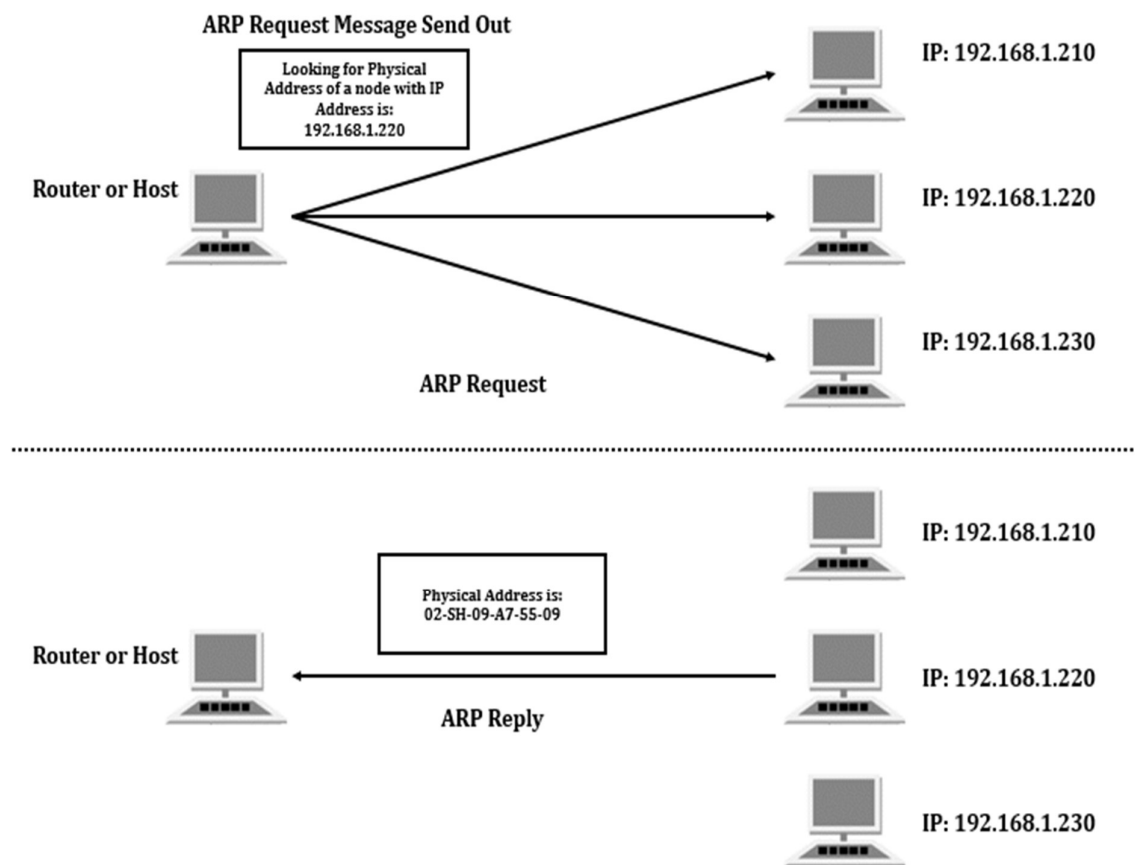 ARP Request Message Send Out
Looking for Physical
Address of a node with IP
Address is:
192.168.1.220
IP: 192.168.1.210
Router or Host
IP: 192.168.1.220
IP: 192.168.1.230
ARP Request
IP: 192.168.1.210
Physical Address is:
02-SH-09-A7-55-09
Router or Host
IP: 192.168.1.220
ARP Reply
IP: 192.168.1.230